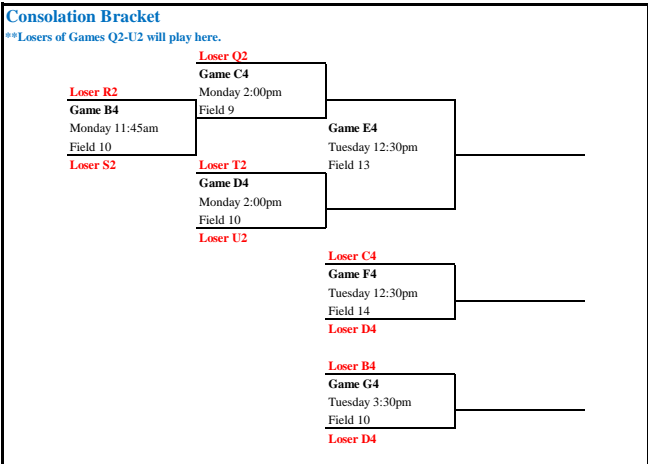 Consolation Bracket
**Losers of Games Q2-U2 will play here.
Loser Q2
Game C4
Monday 2:00pm
Field 9
Loser R2
Game B4
Monday 11:45am
Field 10
Loser S2
Game E4
Tuesday 12:30pm
Field 13
Loser T2
Game D4
Monday 2:00pm
Field 10
Loser U2
Loser C4
Game F4
Tuesday 12:30pm
Field 14
Loser D4
Loser B4
Game G4
Tuesday 3:30pm
Field 10
Loser D4